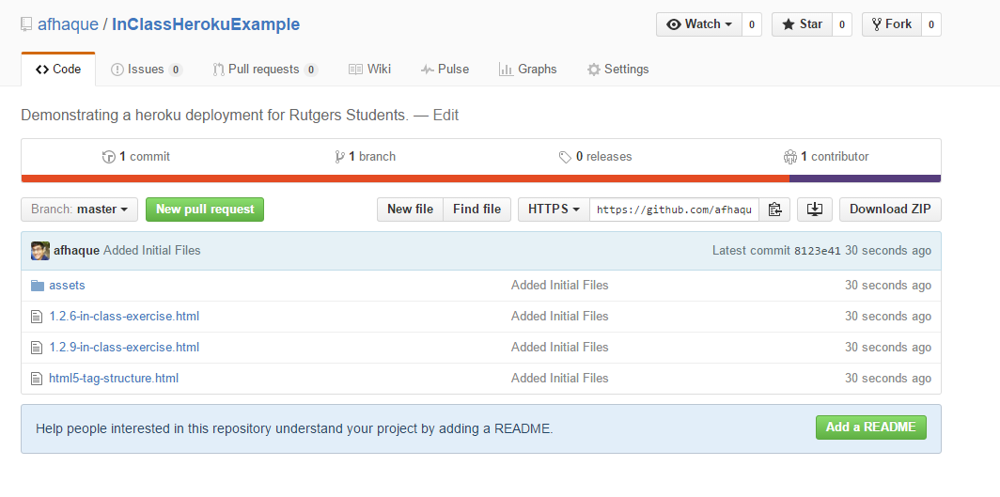 afhaque / InClassHerokuExample
Watch 0 Star 0 Fork 0
Code Issues 0 Pull requests 0 Wiki Pulse Graphs Settings
Demonstrating a heroku deployment for Rutgers Students. — Edit
1 commit 1 branch 0 releases 1 contributor
Branch: master New pull request New file Find file HTTPS https://github.com/afhaqu Download ZIP
afhaque Added Initial Files Latest commit 8123e41 30 seconds ago
assets Added Initial Files 30 seconds ago
1.2.6-in-class-exercise.html Added Initial Files 30 seconds ago
1.2.9-in-class-exercise.html Added Initial Files 30 seconds ago
html5-tag-structure.html Added Initial Files 30 seconds ago
Help people interested in this repository understand your project by adding a README. Add a README